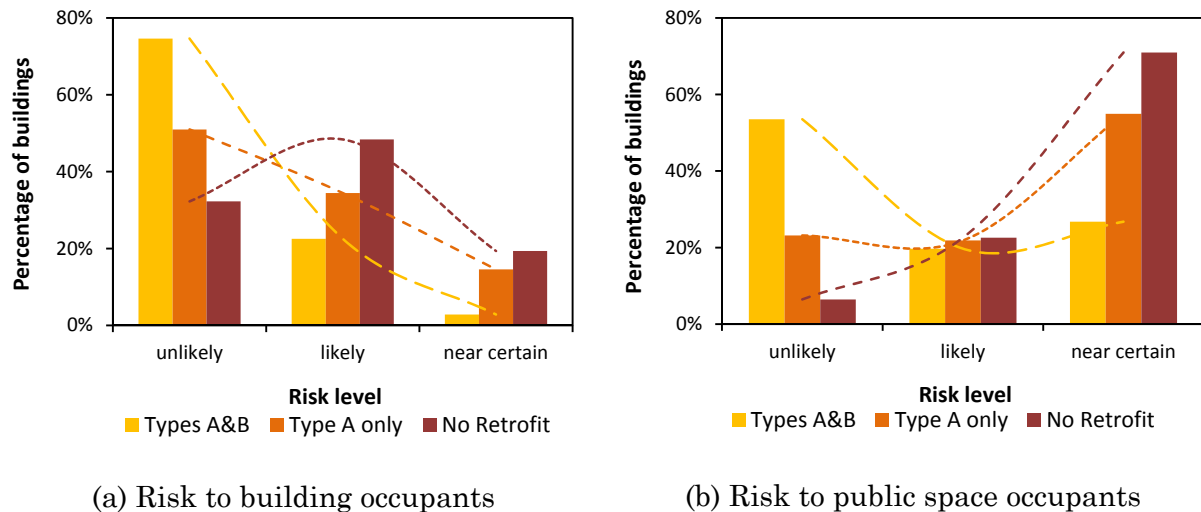 80%
60%
40%
20%
0%
Percentage of buildings
unlikely likely near certain
Risk level
Types A&B Type A only No Retrofit
(a) Risk to building occupants
80%
60%
40%
20%
0%
Percentage of buildings
unlikely likely near certain
Risk level
Types A&B Type A only No Retrofit
(b) Risk to public space occupants